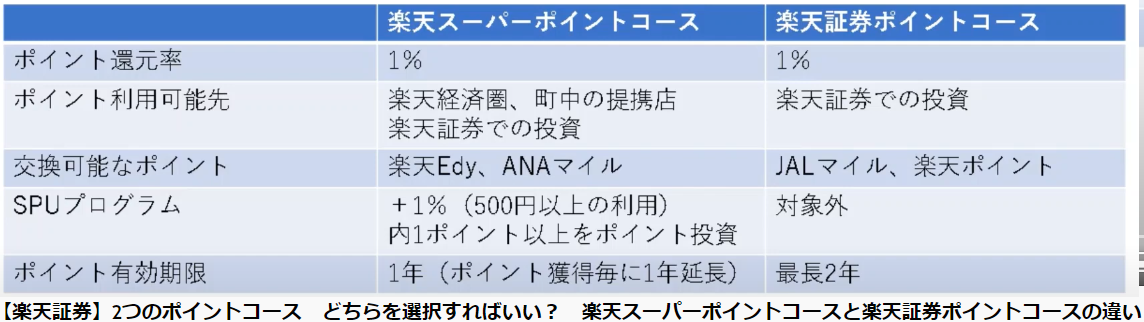 楽天スーパーポイントコース 楽天証券ポイントコース
ポイント還元率 1% 1%
ポイント利用可能先 楽天経済圏、町中の提携店 楽天証券での投資
楽天証券での投資
交換可能なポイント 楽天Edy、ANAマイル JALマイル、楽天ポイント
SPUプログラム +1%（500円以上の利用） 対象外
内1ポイント以上をポイント投資
ポイント有効期限 1年（ポイント獲得毎に1年延長） 最長2年
【楽天証券】2つのポイントコース　どちらを選択すればいい？　楽天スーパーポイントコースと楽天証券ポイントコースの違い